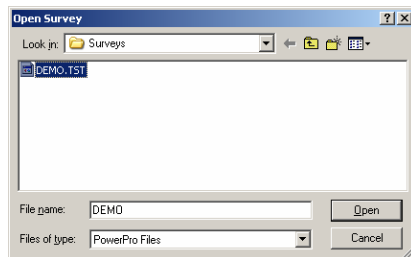 Open Survey
Look in: Surveys
DEMO.TST
File name: DEMO Open
Files of type: PowerPro Files Cancel